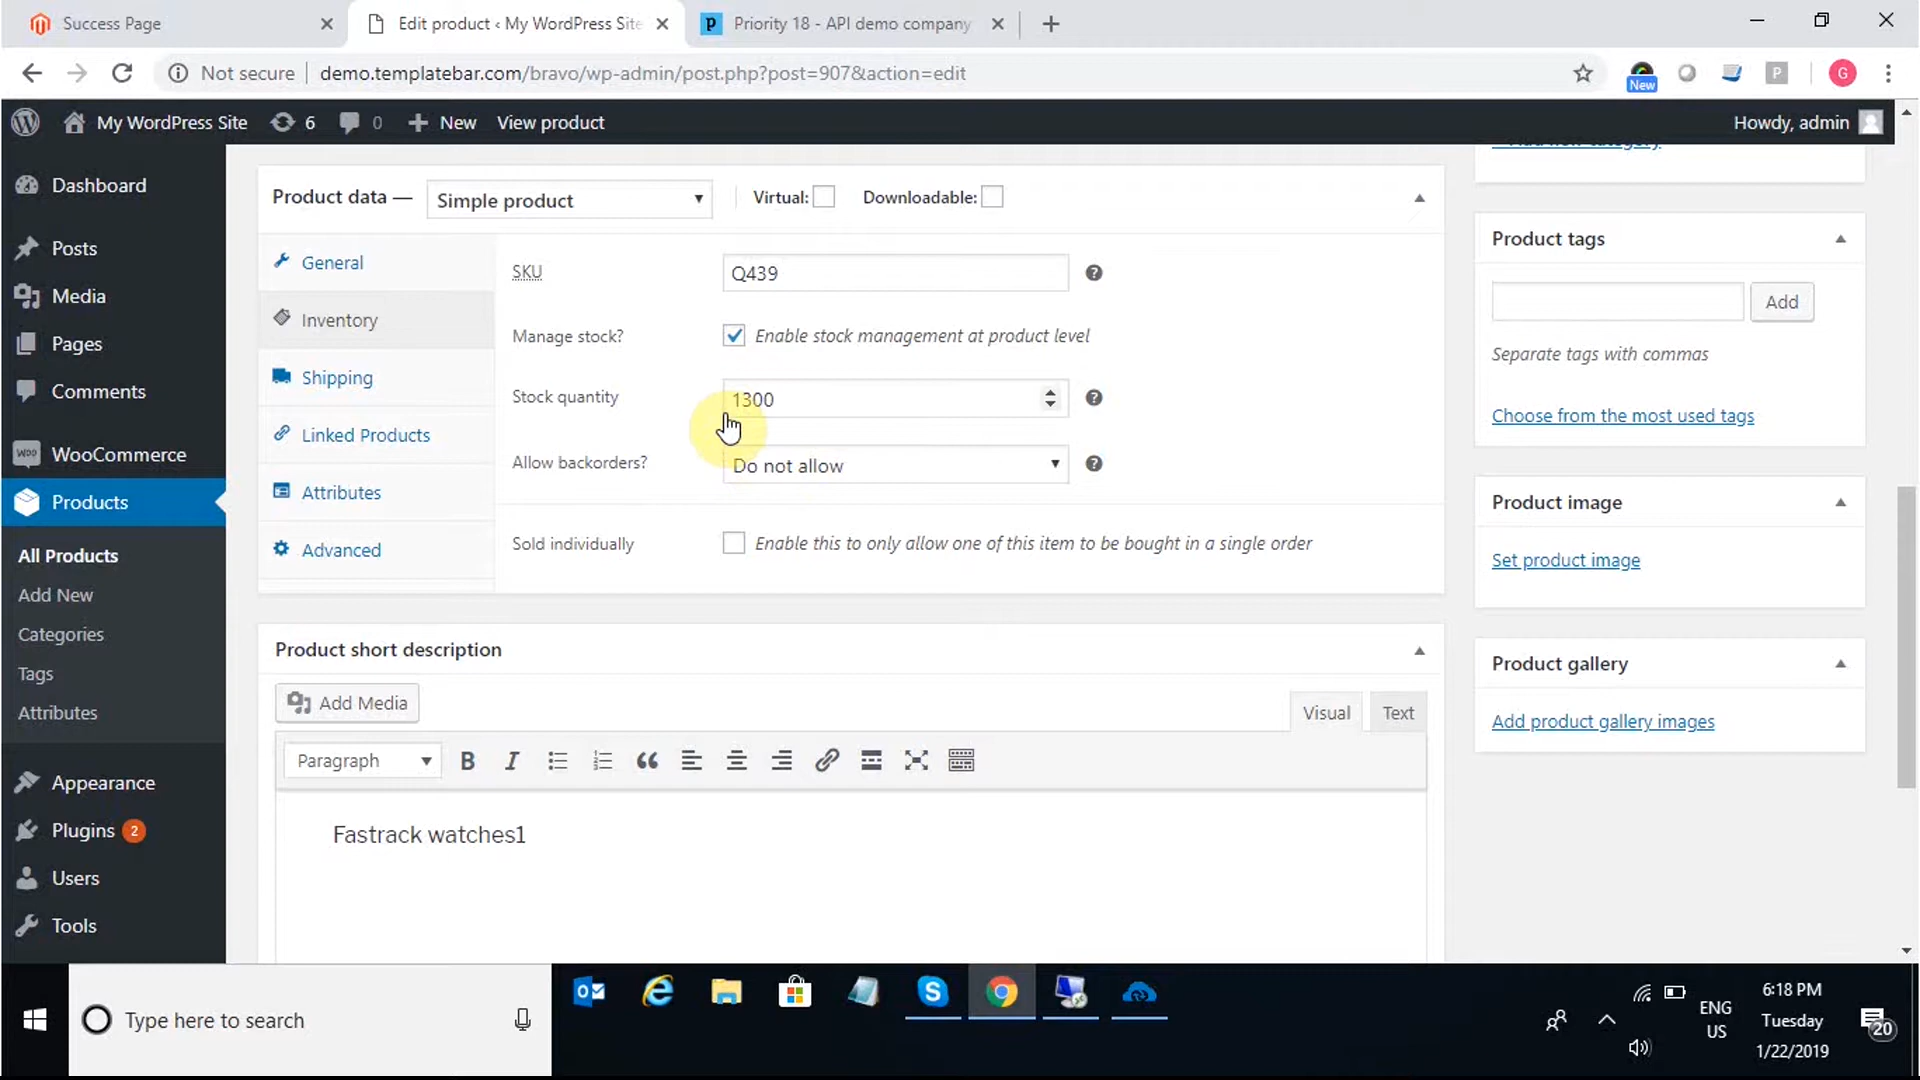 Success Page
Edit product ‹ My WordPress Site
p Priority 18 - API demo company
Not secure demo.templatebar.com/bravo/wp-admin/post.php?post=907&action=edit
New
P
G
My WordPress Site 6 0 New View product Howdy, admin
Dashboard
Posts
Media
Pages
Comments
WooCommerce
Products
All Products
Add New
Categories
Tags
Attributes
Appearance
Plugins 2
Users
Tools
Product data — Simple product Virtual: Downloadable:
General
Inventory
Shipping
Linked Products
Attributes
Advanced
SKU Q439
Manage stock? Enable stock management at product level
Stock quantity 1300
Allow backorders? Do not allow
Sold individually Enable this to only allow one of this item to be bought in a single order
Product short description
Add Media
Visual Text
Paragraph B I
Fastrack watches1
Product tags
Add
Separate tags with commas
Choose from the most used tags
Product image
Set product image
Product gallery
Add product gallery images
Type here to search
ENG
US
6:18 PM
Tuesday
1/22/2019
20